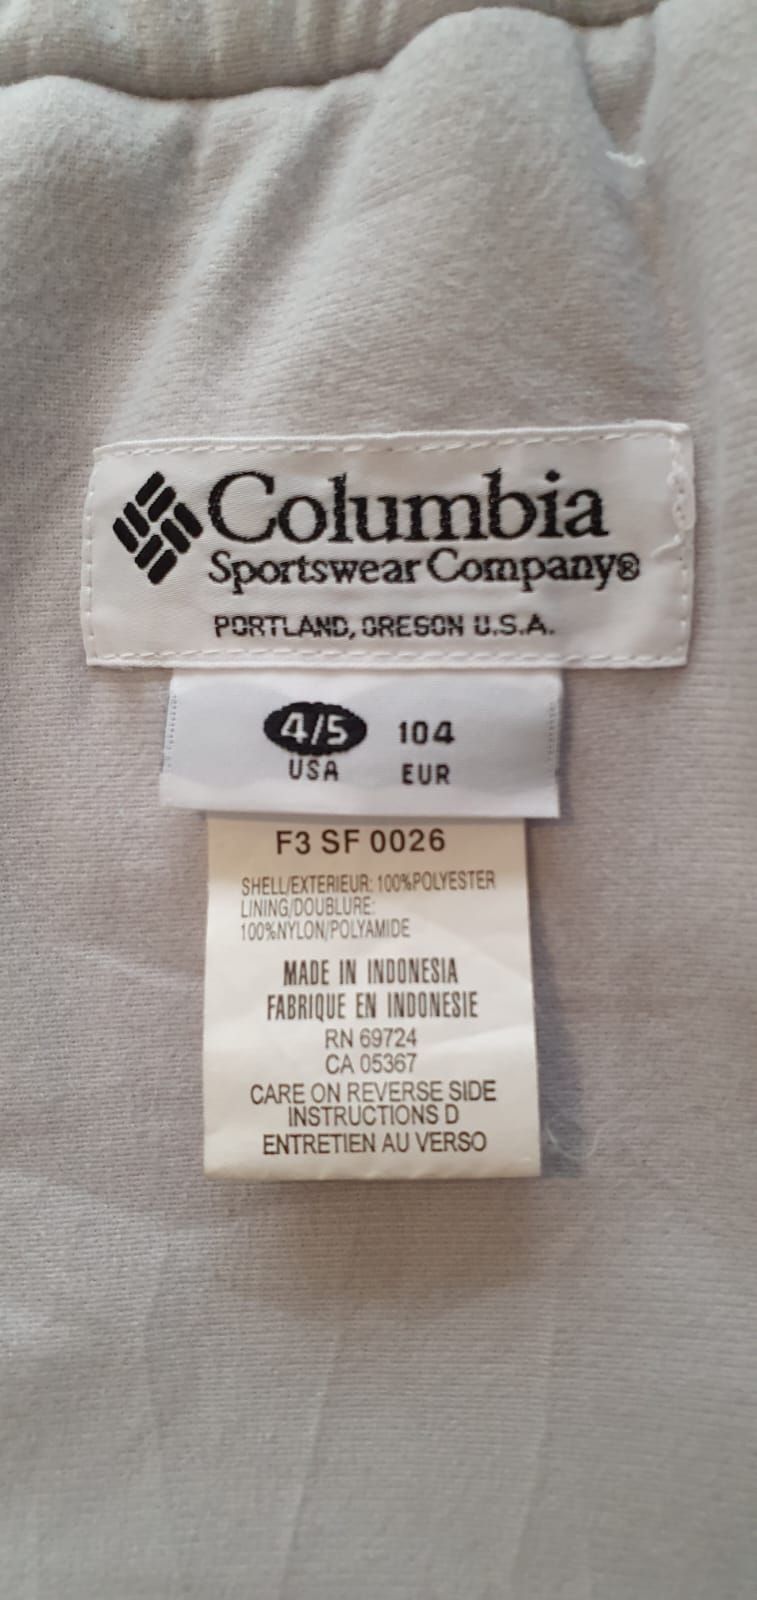 Columbia
Sportswear Company®
PORTLAND, OREGON U.S.A.
4/5 104
USA EUR
F3 SF 0026
SHELL/EXTERIEUR: 100%POLYESTER
LINING/DOUBLURE:
100%NYLON/POLYAMIDE
MADE IN INDONESIA
FABRIQUE EN INDONESIE
RN 69724
CA 05367
CARE ON REVERSE SIDE
INSTRUCTIONS D
ENTRETIEN AU VERSO